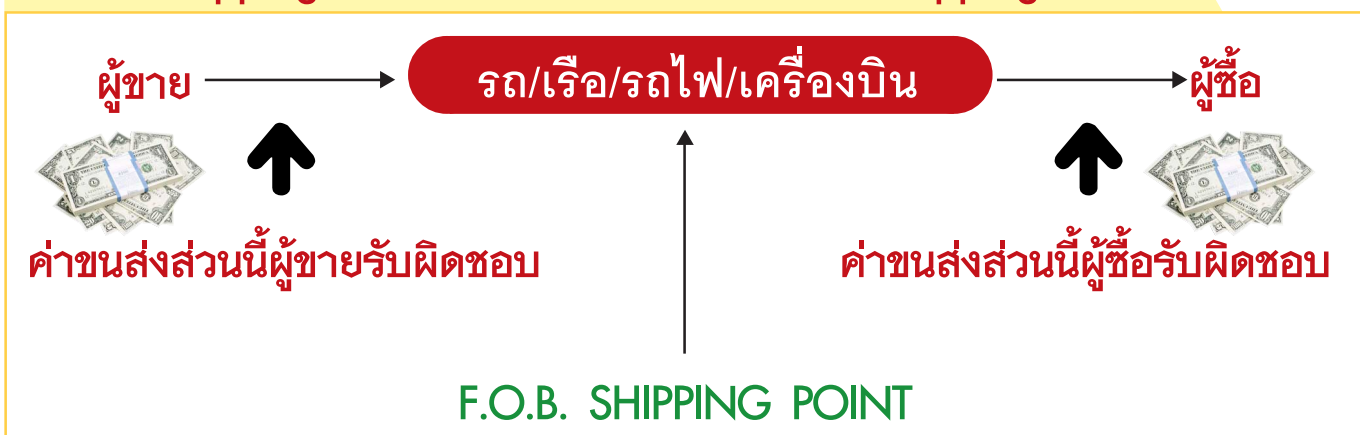 ผู้ขาย รถ/เรือ/รถไฟ/เครื่องบิน ผู้ซื้อ
ค่าขนส่งส่วนนี้ผู้ขายรับผิดชอบ ค่าขนส่งส่วนนี้ผู้ซื้อรับผิดชอบ
F.O.B. SHIPPING POINT